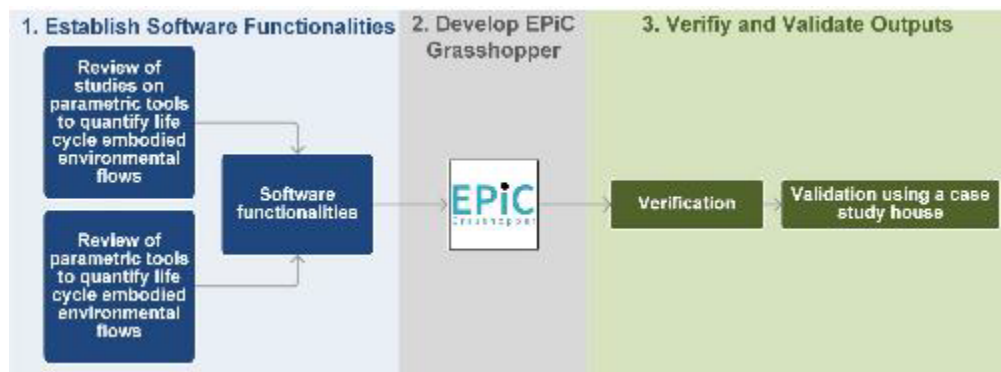 1. Establish Software Functionalities
2. Develop EPiC
Grasshopper
3. Verifiy and Validate Outputs
Review of
studies on
parametric tools
to quantify life
cycle embodied
environmental
flows
Software
functionalities
Review of
parametric tools
to quantify life
cycle embodied
environmental
flows
EPiC
Grasshopper
Verification
Validation using a case
study house